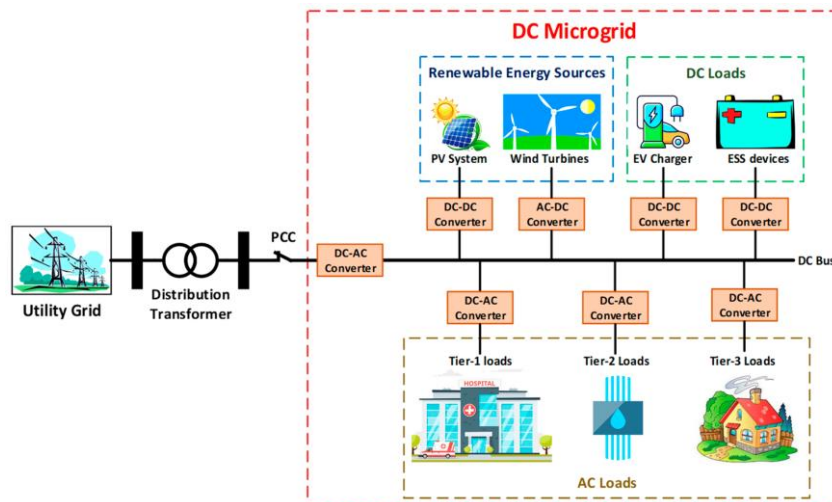 DC Microgrid
Renewable Energy Sources
DC Loads
PV System
Wind Turbines
EV Charger
ESS devices
DC-DC
Converter
AC-DC
Converter
DC-DC
Converter
DC-DC
Converter
PCC
DC-AC
Converter
DC Bus
Utility Grid
Distribution
Transformer
DC-AC
Converter
DC-AC
Converter
DC-AC
Converter
Tier-1 loads
Tier-2 Loads
Tier-3 Loads
HOSPITAL
AC Loads